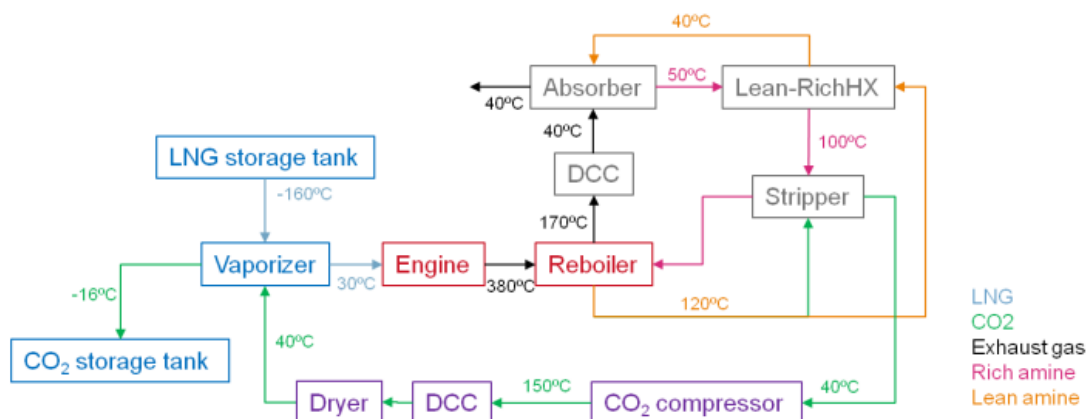 40ºC
Absorber
50ºC
Lean-RichHX
40ºC
40ºC
100ºC
LNG storage tank
DCC
-160ºC
Stripper
170ºC
Vaporizer
30ºC
Engine
380ºC
Reboiler
-16ºC
120ºC
LNG
CO2
Exhaust gas
Rich amine
Lean amine
CO₂ storage tank
40ºC
150ºC
40ºC
Dryer
DCC
CO₂ compressor